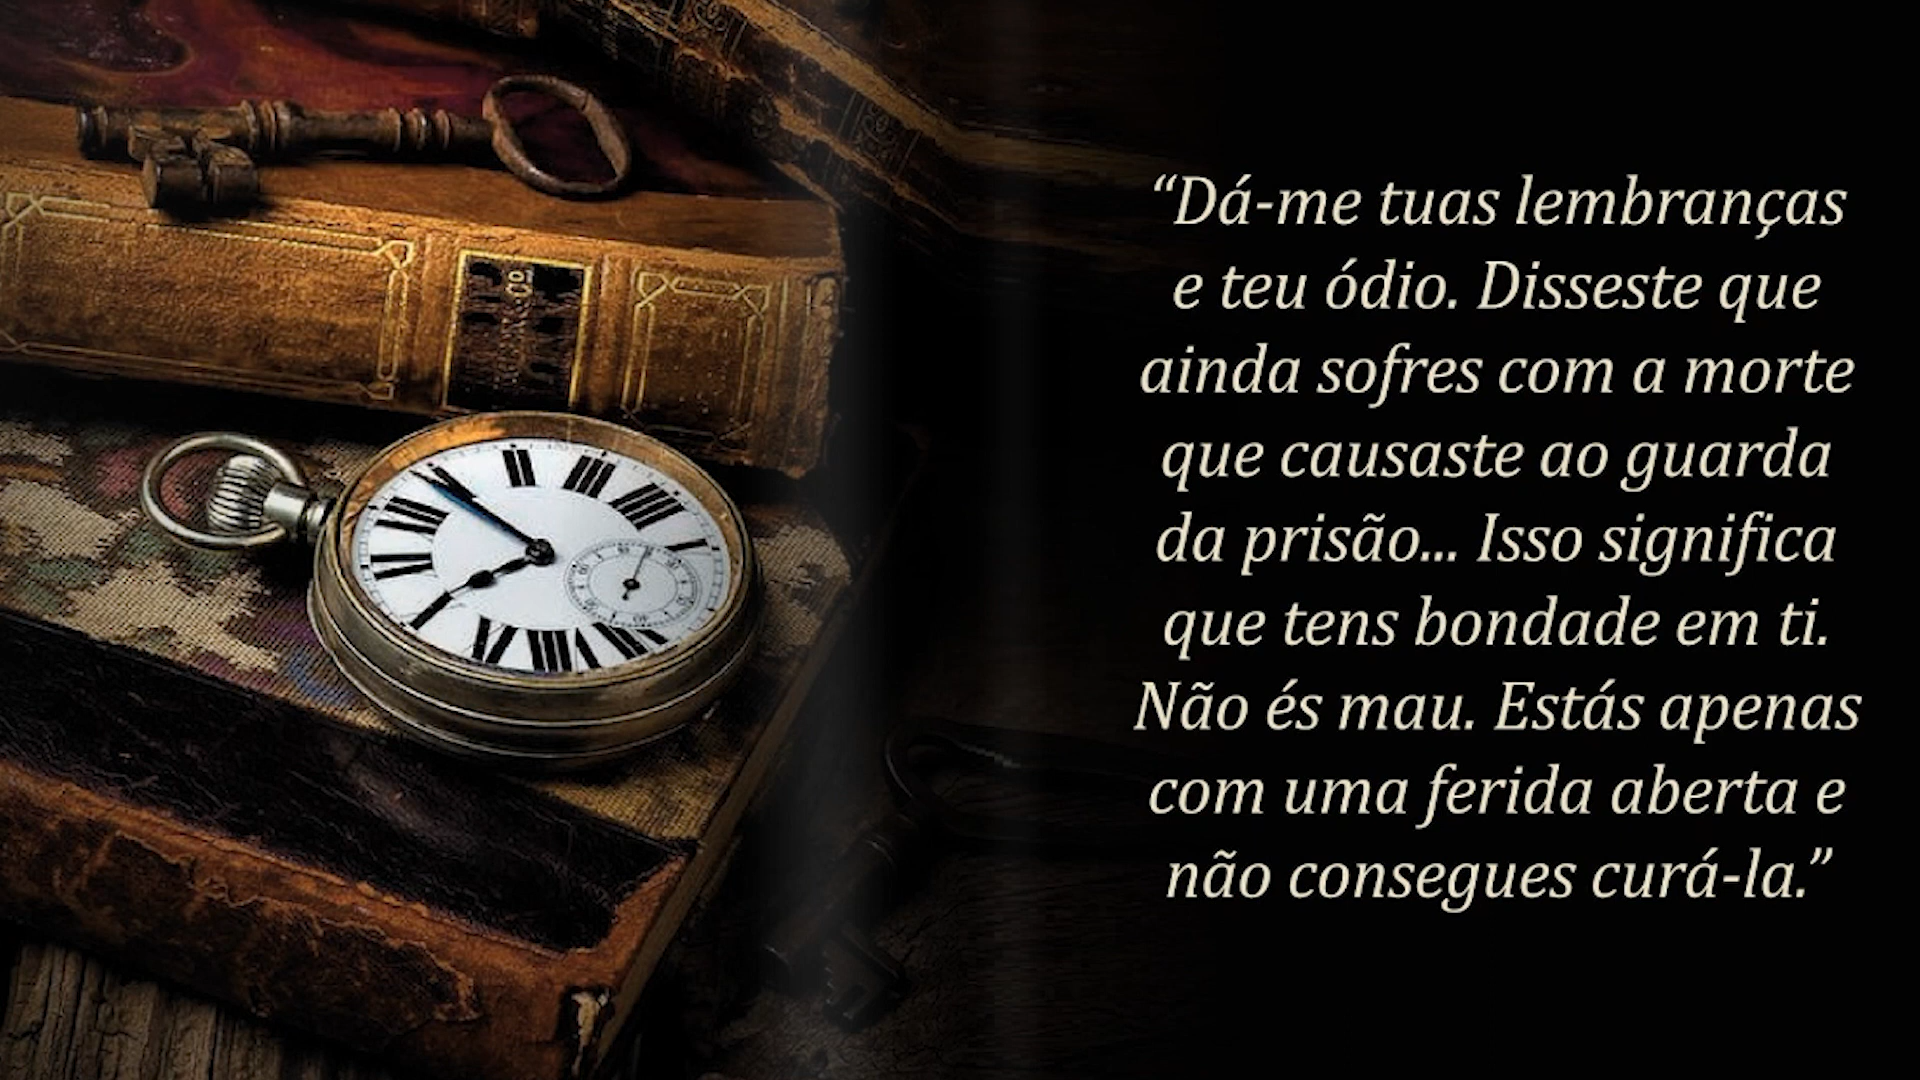 “Dá-me tuas lembranças
e teu ódio. Disseste que
ainda sofres com a morte
que causaste ao guarda
da prisão... Isso significa
que tens bondade em ti.
Não és mau. Estás apenas
com uma ferida aberta e
não consegues curá-la.”